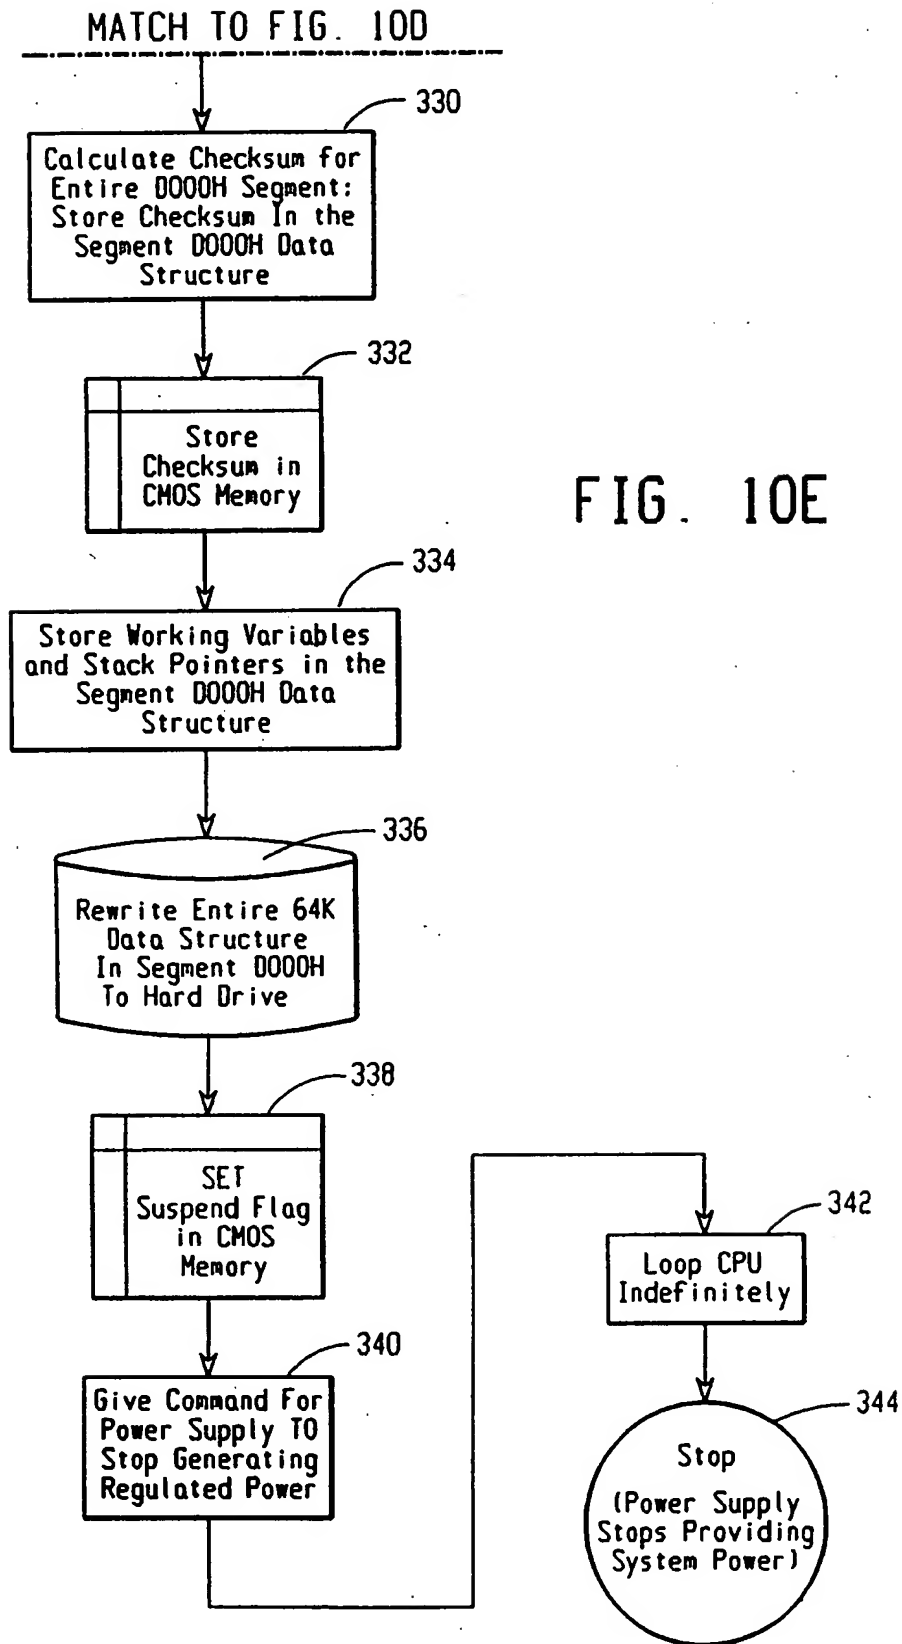 MATCH TO FIG. 10D
330
Calculate Checksum for
Entire D000H Segment:
Store Checksum In the
Segment D000H Data
Structure
332
Store
Checksum in
CMOS Memory
FIG. 10E
334
Store Working Variables
and Stack Pointers in the
Segment D000H Data
Structure
336
Rewrite Entire 64K
Data Structure
In Segment D000H
To Hard Drive
338
SET
Suspend Flag
in CMOS
Memory
340
Give Command For
Power Supply TO
Stop Generating
Regulated Power
342
Loop CPU
Indefinitely
344
Stop
(Power Supply
Stops Providing
System Power)